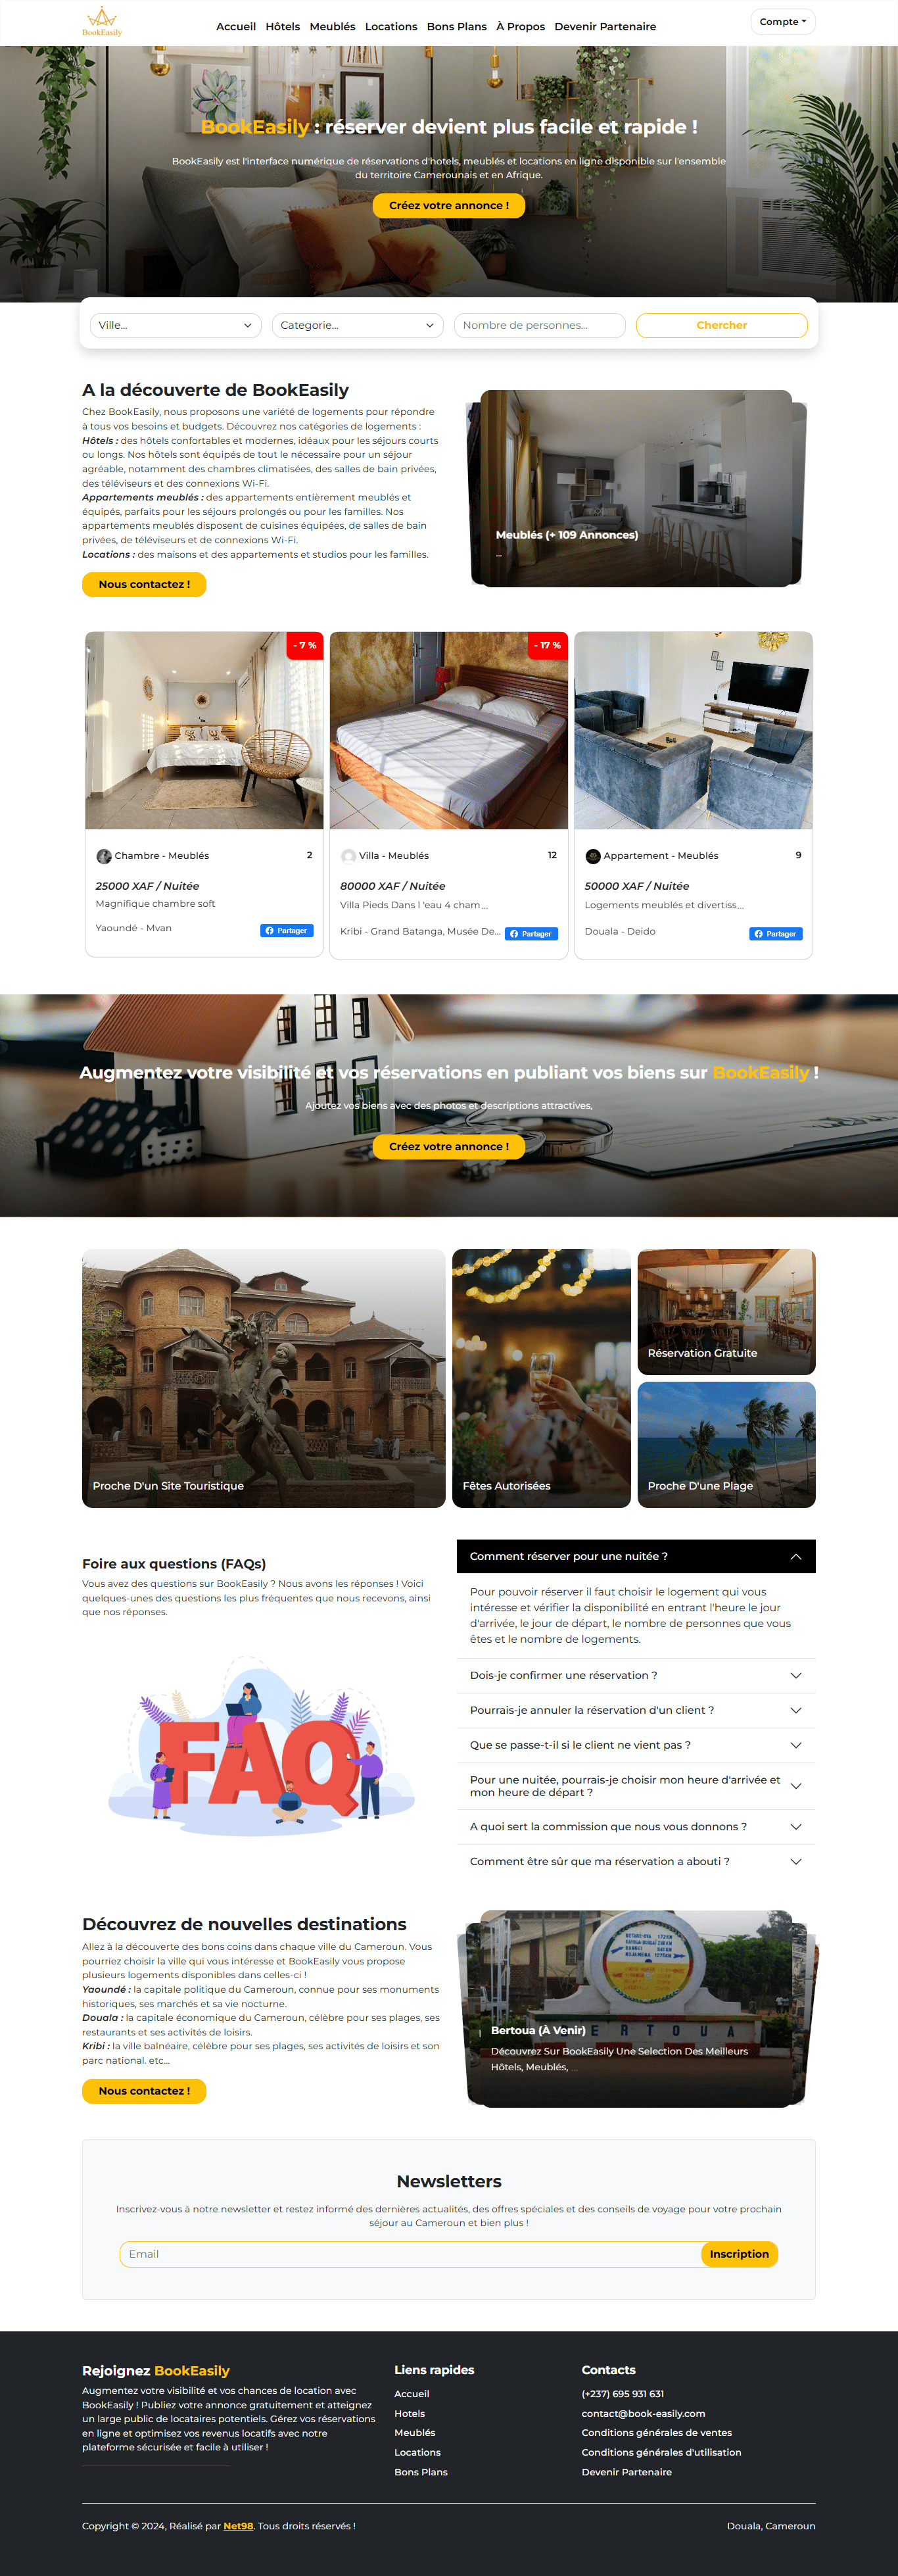 BookEasily
Accueil Hôtels Meublés Locations Bons Plans À Propos Devenir Partenaire
Compte
BookEasily : réserver devient plus facile et rapide !
BookEasily est l'interface numérique de réservations d'hotels, meublés et locations en ligne disponible sur l'ensemble
du territoire Camerounais et en Afrique.
Créez votre annonce !
Ville... Categorie... Nombre de personnes... Chercher
A la découverte de BookEasily
Chez BookEasily, nous proposons une variété de logements pour répondre
à tous vos besoins et budgets. Découvrez nos catégories de logements :
Hôtels : des hôtels confortables et modernes, idéaux pour les séjours courts
ou longs. Nos hôtels sont équipés de tout le nécessaire pour un séjour
agréable, notamment des chambres climatisées, des salles de bain privées,
des téléviseurs et des connexions Wi-Fi.
Appartements meublés : des appartements entièrement meublés et
équipés, parfaits pour les séjours prolongés ou pour les familles. Nos
appartements meublés disposent de cuisines équipées, de salles de bain
privées, de téléviseurs et de connexions Wi-Fi.
Locations : des maisons et des appartements et studios pour les familles.
Nous contactez !
Meublés (+ 109 Annonces)
...
- 7 %
Chambre - Meublés 2
25000 XAF / Nuitée
Magnifique chambre soft
Yaoundé - Mvan
Partager
- 17 %
Villa - Meublés 12
80000 XAF / Nuitée
Villa Pieds Dans l 'eau 4 cham...
Kribi - Grand Batanga, Musée De...
Partager
Appartement - Meublés 9
50000 XAF / Nuitée
Logements meublés et divertiss...
Douala - Deido
Partager
Augmentez votre visibilité et vos réservations en publiant vos biens sur BookEasily !
Ajoutez vos biens avec des photos et descriptions attractives,
Créez votre annonce !
Proche D'un Site Touristique
Fêtes Autorisées
Réservation Gratuite
Proche D'une Plage
Foire aux questions (FAQs)
Vous avez des questions sur BookEasily ? Nous avons les réponses ! Voici
quelques-unes des questions les plus fréquentes que nous recevons, ainsi
que nos réponses.
FAQ
Comment réserver pour une nuitée ?
Pour pouvoir réserver il faut choisir le logement qui vous
intéresse et vérifier la disponibilité en entrant l'heure le jour
d'arrivée, le jour de départ, le nombre de personnes que vous
êtes et le nombre de logements.
Dois-je confirmer une réservation ?
Pourrais-je annuler la réservation d'un client ?
Que se passe-t-il si le client ne vient pas ?
Pour une nuitée, pourrais-je choisir mon heure d'arrivée et
mon heure de départ ?
A quoi sert la commission que nous vous donnons ?
Comment être sûr que ma réservation a abouti ?
Découvrez de nouvelles destinations
Allez à la découverte des bons coins dans chaque ville du Cameroun. Vous
pourriez choisir la ville qui vous intéresse et BookEasily vous propose
plusieurs logements disponibles dans celles-ci !
Yaoundé : la capitale politique du Cameroun, connue pour ses monuments
historiques, ses marchés et sa vie nocturne.
Douala : la capitale économique du Cameroun, célèbre pour ses plages, ses
restaurants et ses activités de loisirs.
Kribi : la ville balnéaire, célèbre pour ses plages, ses activités de loisirs et son
parc national. etc...
Nous contactez !
BERTOUA
Bertoua (À Venir)
Découvrez Sur BookEasily Une Selection Des Meilleurs
Hôtels, Meublés, ...
Newsletters
Inscrivez-vous à notre newsletter et restez informé des dernières actualités, des offres spéciales et des conseils de voyage pour votre prochain
séjour au Cameroun et bien plus !
Email Inscription
Rejoignez BookEasily
Augmentez votre visibilité et vos chances de location avec
BookEasily ! Publiez votre annonce gratuitement et atteignez
un large public de locataires potentiels. Gérez vos réservations
en ligne et optimisez vos revenus locatifs avec notre
plateforme sécurisée et facile à utiliser !
Liens rapides
Accueil
Hotels
Meublés
Locations
Bons Plans
Contacts
(+237) 695 931 631
contact@book-easily.com
Conditions générales de ventes
Conditions générales d'utilisation
Devenir Partenaire
Copyright © 2024, Réalisé par Net98. Tous droits réservés !
Douala, Cameroun